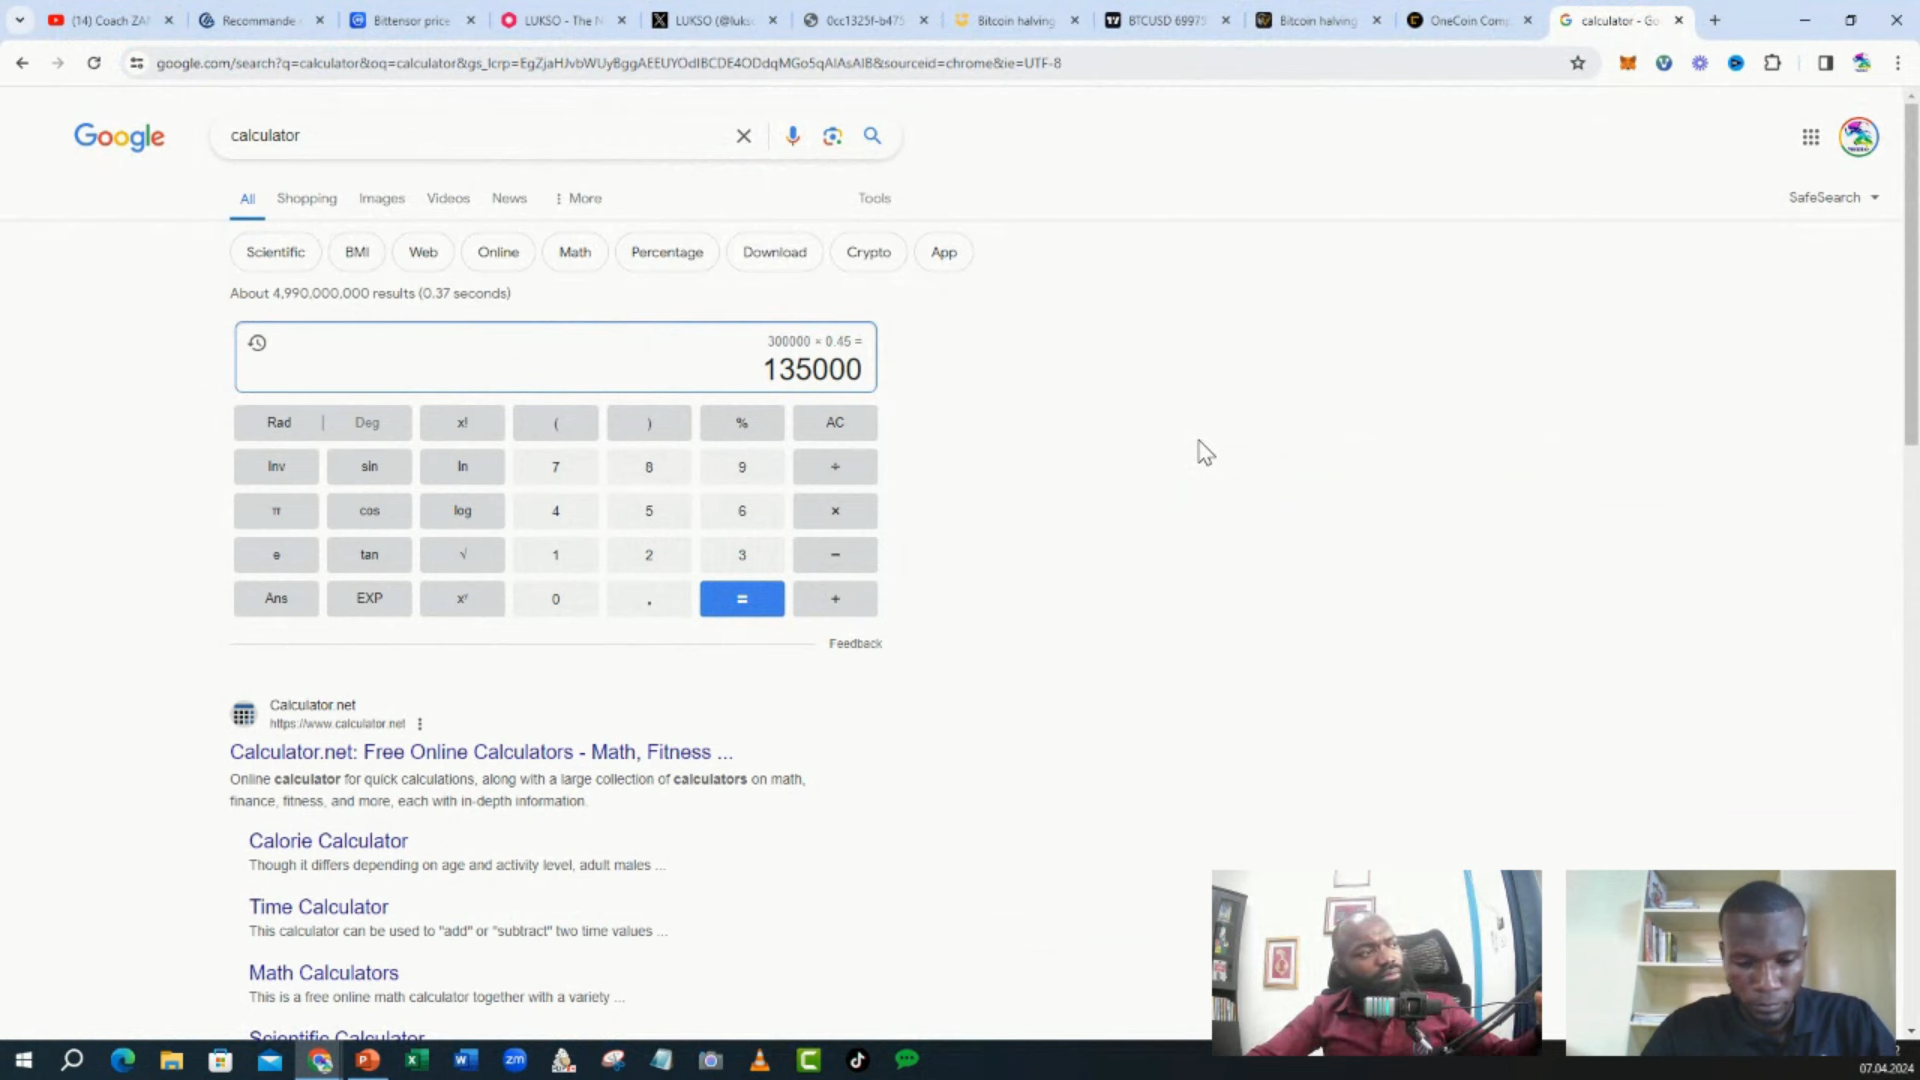 (14) Coach ZAN
Recommande
Bittensor price
LUKSO - The N
LUKSO (@luks
0cc1325f-b475
Bitcoin halving
BTCUSD 69975
Bitcoin halving
OneCoin Com
calculator - Go
google.com/search?q=calculator&oq=calculator&gs_lcrp=EgZjaHJvbWUyBggAEEUYOdIBCDE4ODdqMGo5qAIAsAIB&sourceid=chrome&ie=UTF-8
Google
calculator
All
Shopping
Images
Videos
News
More
Tools
SafeSearch
Scientific
BMI
Web
Online
Math
Percentage
Download
Crypto
App
About 4,990,000,000 results (0.37 seconds)
300000 × 0.45 =
135000
Rad | Deg x! ( ) % AC
Inv sin ln 7 8 9 ÷
π cos log 4 5 6 ×
e tan √ 1 2 3 −
Ans EXP xʸ 0 . = +
Feedback
Calculator.net
https://www.calculator.net
Calculator.net: Free Online Calculators - Math, Fitness ...
Online calculator for quick calculations, along with a large collection of calculators on math,
finance, fitness, and more, each with in-depth information.
Calorie Calculator
Though it differs depending on age and activity level, adult males ...
Time Calculator
This calculator can be used to "add" or "subtract" two time values ...
Math Calculators
This is a free online math calculator together with a variety ...
Scientific Calculator
07.04.2024